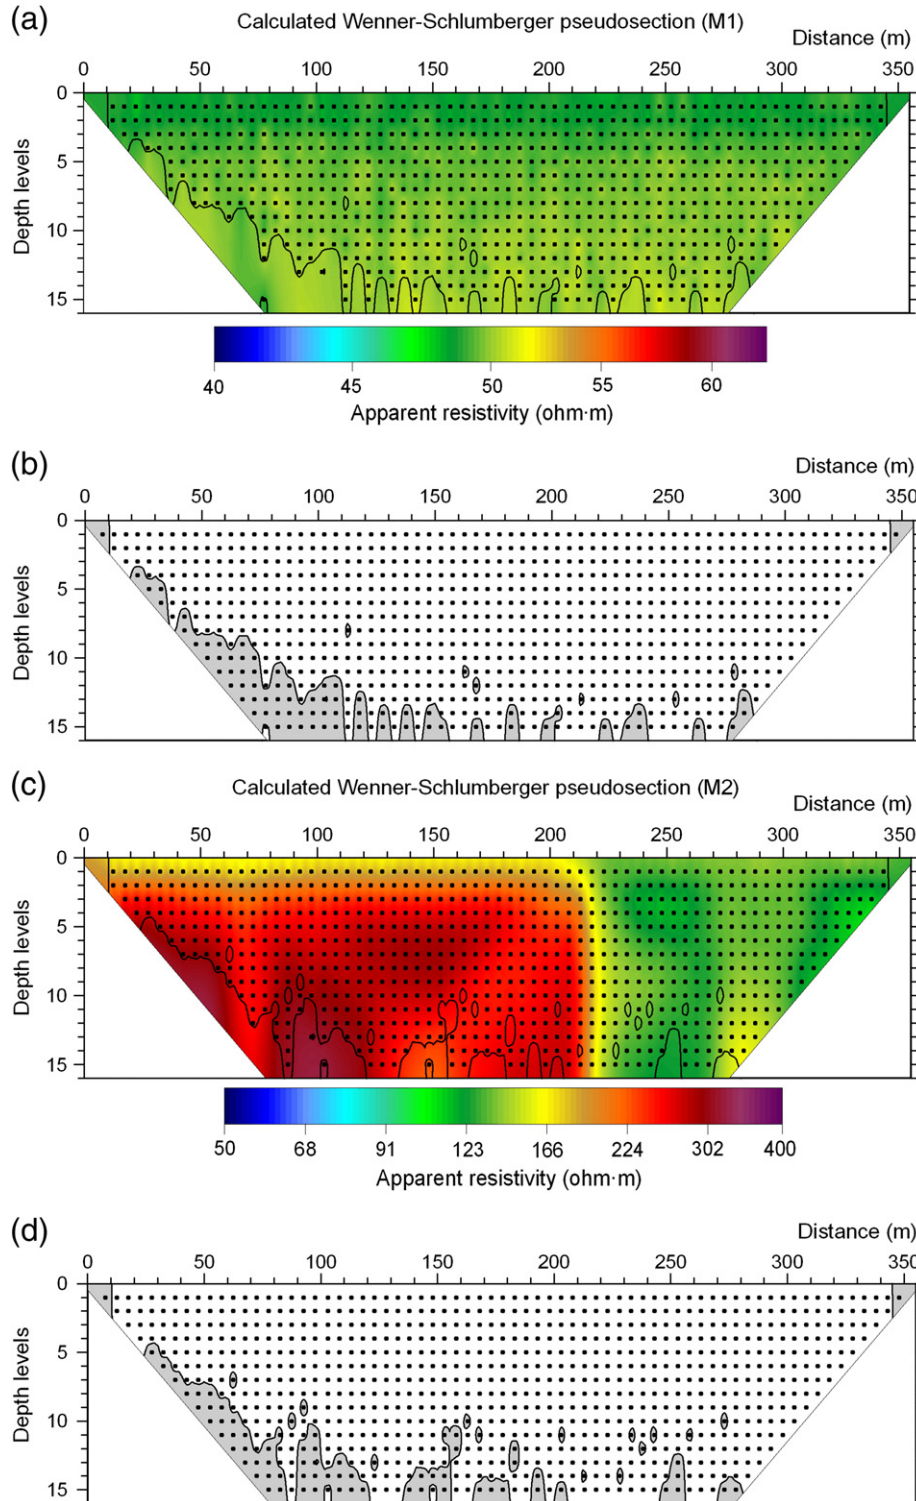 (a)
Calculated Wenner-Schlumberger pseudosection (M1)
Distance (m)
0 50 100 150 200 250 300 350
0
5
10
15
Depth levels
40 45 50 55 60
Apparent resistivity (ohm·m)
(b)
Distance (m)
0 50 100 150 200 250 300 350
0
5
10
15
Depth levels
(c)
Calculated Wenner-Schlumberger pseudosection (M2)
Distance (m)
0 50 100 150 200 250 300 350
0
5
10
15
Depth levels
50 68 91 123 166 224 302 400
Apparent resistivity (ohm·m)
(d)
Distance (m)
0 50 100 150 200 250 300 350
0
5
10
15
Depth levels